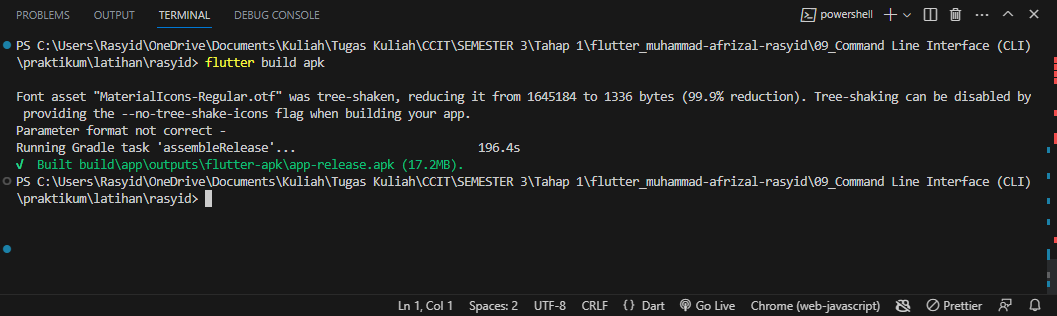 PROBLEMS OUTPUT TERMINAL DEBUG CONSOLE powershell
PS C:\Users\Rasyid\OneDrive\Documents\Kuliah\Tugas Kuliah\CCIT\SEMESTER 3\Tahap 1\flutter_muhammad-afrizal-rasyid\09_Command Line Interface (CLI)
\praktikum\latihan\rasyid> flutter build apk
Font asset "MaterialIcons-Regular.otf" was tree-shaken, reducing it from 1645184 to 1336 bytes (99.9% reduction). Tree-shaking can be disabled by
providing the --no-tree-shake-icons flag when building your app.
Parameter format not correct -
Running Gradle task 'assembleRelease'... 196.4s
√ Built build\app\outputs\flutter-apk\app-release.apk (17.2MB).
PS C:\Users\Rasyid\OneDrive\Documents\Kuliah\Tugas Kuliah\CCIT\SEMESTER 3\Tahap 1\flutter_muhammad-afrizal-rasyid\09_Command Line Interface (CLI)
\praktikum\latihan\rasyid>
Ln 1, Col 1 Spaces: 2 UTF-8 CRLF {} Dart Go Live Chrome (web-javascript) Prettier